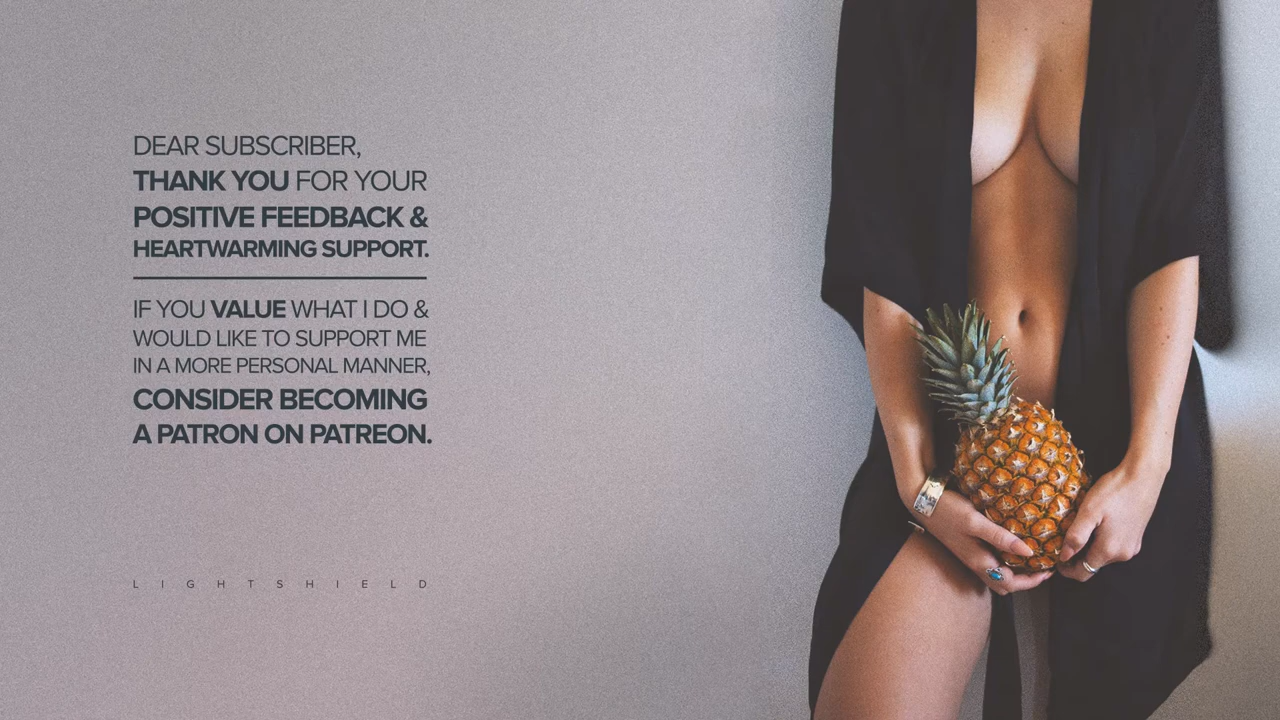 DEAR SUBSCRIBER,
THANK YOU FOR YOUR
POSITIVE FEEDBACK &
HEARTWARMING SUPPORT.
IF YOU VALUE WHAT I DO &
WOULD LIKE TO SUPPORT ME
IN A MORE PERSONAL MANNER,
CONSIDER BECOMING
A PATRON ON PATREON.
LIGHTSHIELD